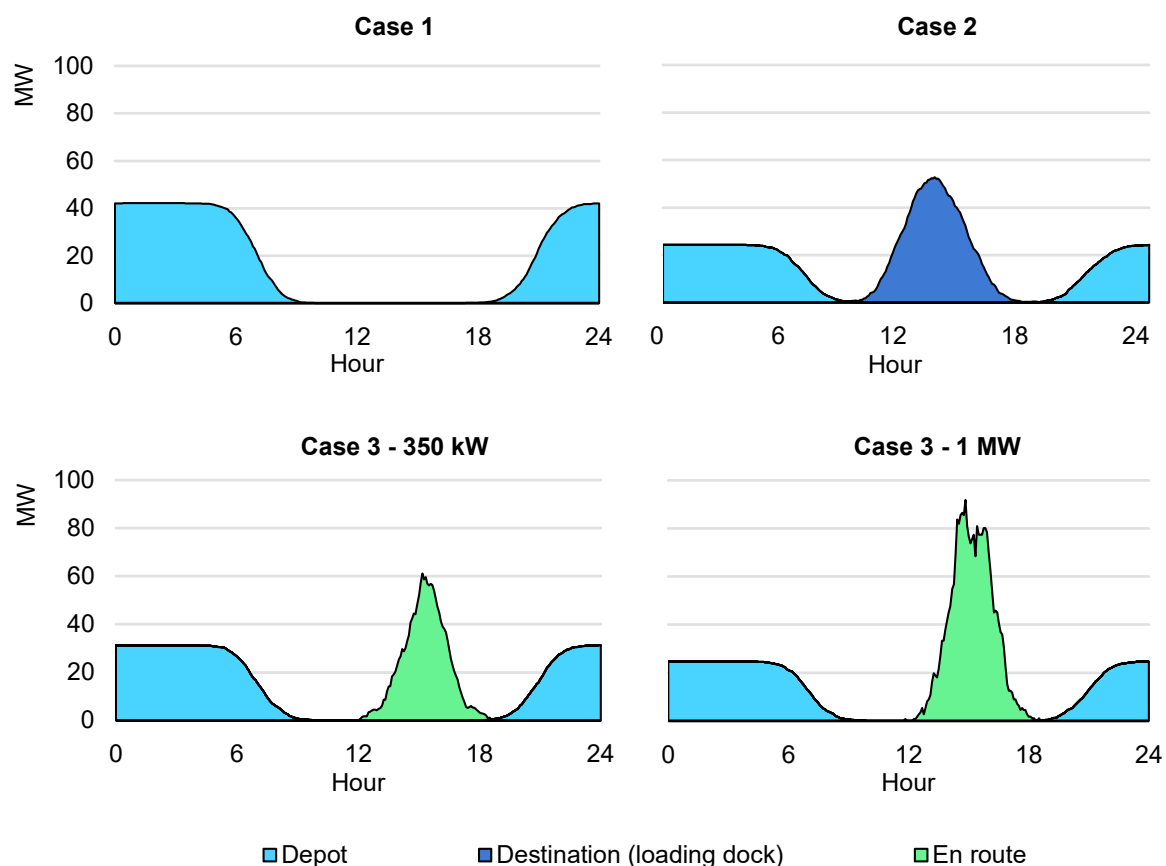 Case 1
Case 2
MW
100
80
60
40
20
0
0 6 12 18 24
Hour
0 6 12 18 24
Hour
Case 3 - 350 kW
Case 3 - 1 MW
MW
100
80
60
40
20
0
0 6 12 18 24
Hour
0 6 12 18 24
Hour
Depot Destination (loading dock) En route